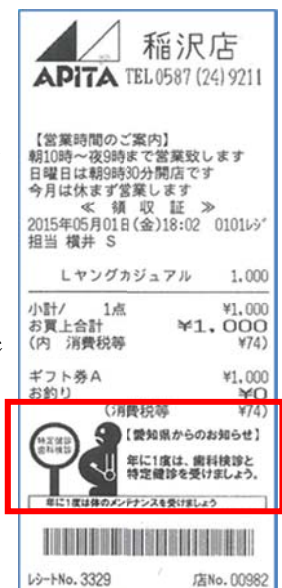 稲沢店
APiTA TEL 0587 (24) 9211
【営業時間のご案内】
朝10時～夜9時まで営業致します
日曜日は朝9時30分開店です
今月は休まず営業します
≪ 領 収 証 ≫
2015年05月01日(金)18:02 0101ﾚｼﾞ
担当 横井 S
Lヤングカジュアル 1,000
小計/ 1点 ¥1,000
お買上合計 ¥1,000
(内 消費税等 ¥74)
ギフト券A ¥1,000
お釣り ¥0
(消費税等 ¥74)
特定健診
歯科検診
【愛知県からのお知らせ】
年に1度は、歯科検診と
特定健診を受けましょう。
年に1度は体のメンテナンスを受けましょう
ﾚｼｰﾄNo.3329 店No.00982